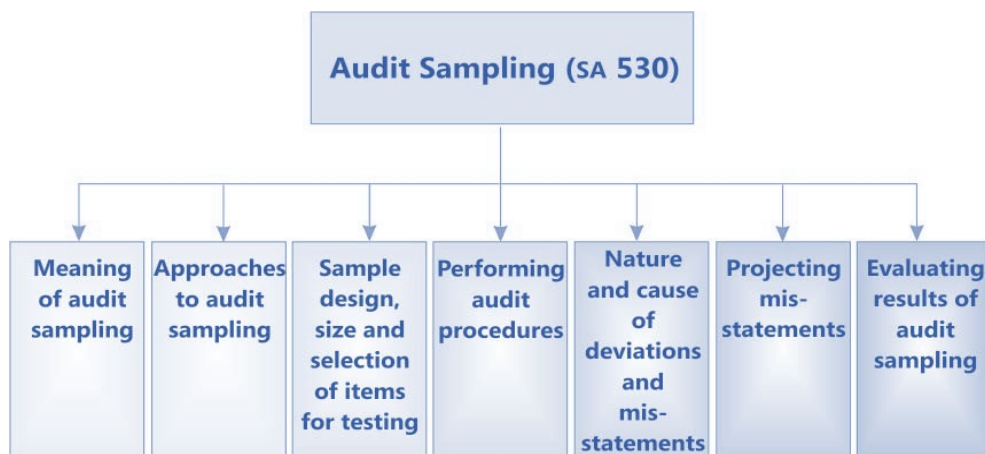 Audit Sampling (SA 530)
Meaning
of audit
sampling
Approaches
to audit
sampling
Sample
design,
size and
selection
of items
for testing
Performing
audit
procedures
Nature
and cause
of
deviations
and
mis-
statements
Projecting
mis-
statements
Evaluating
results of
audit
sampling